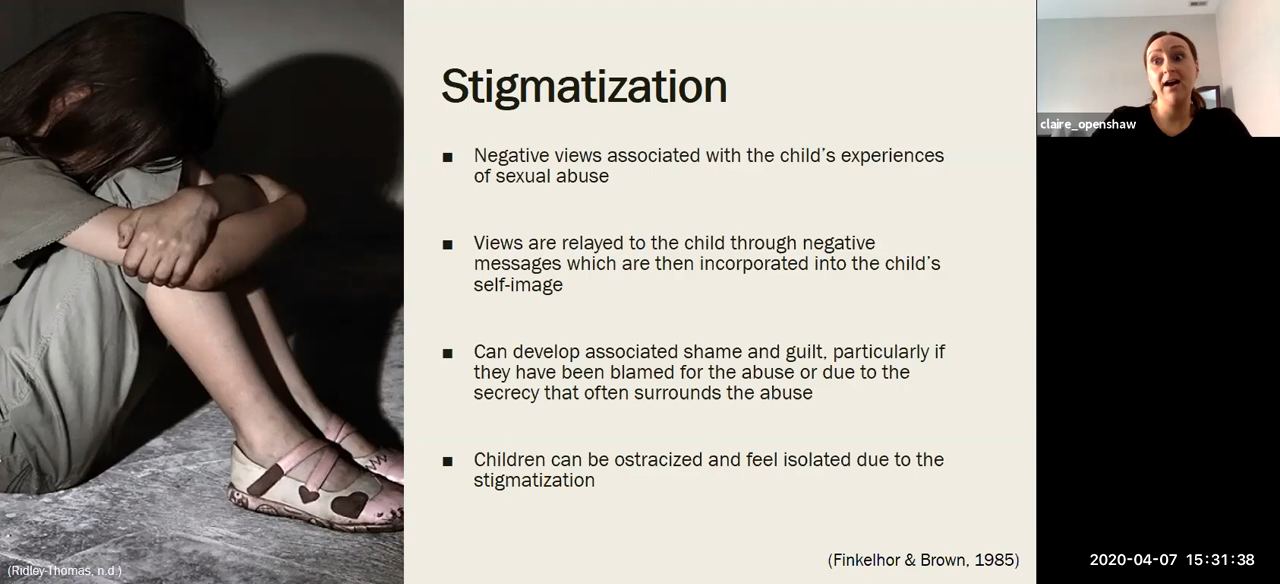 Stigmatization
■ Negative views associated with the child’s experiences
of sexual abuse
■ Views are relayed to the child through negative
messages which are then incorporated into the child’s
self-image
■ Can develop associated shame and guilt, particularly if
they have been blamed for the abuse or due to the
secrecy that often surrounds the abuse
■ Children can be ostracized and feel isolated due to the
stigmatization
(Finkelhor & Brown, 1985)
(Ridley-Thomas, n.d.)
claire_openshaw
2020-04-07 15:31:38